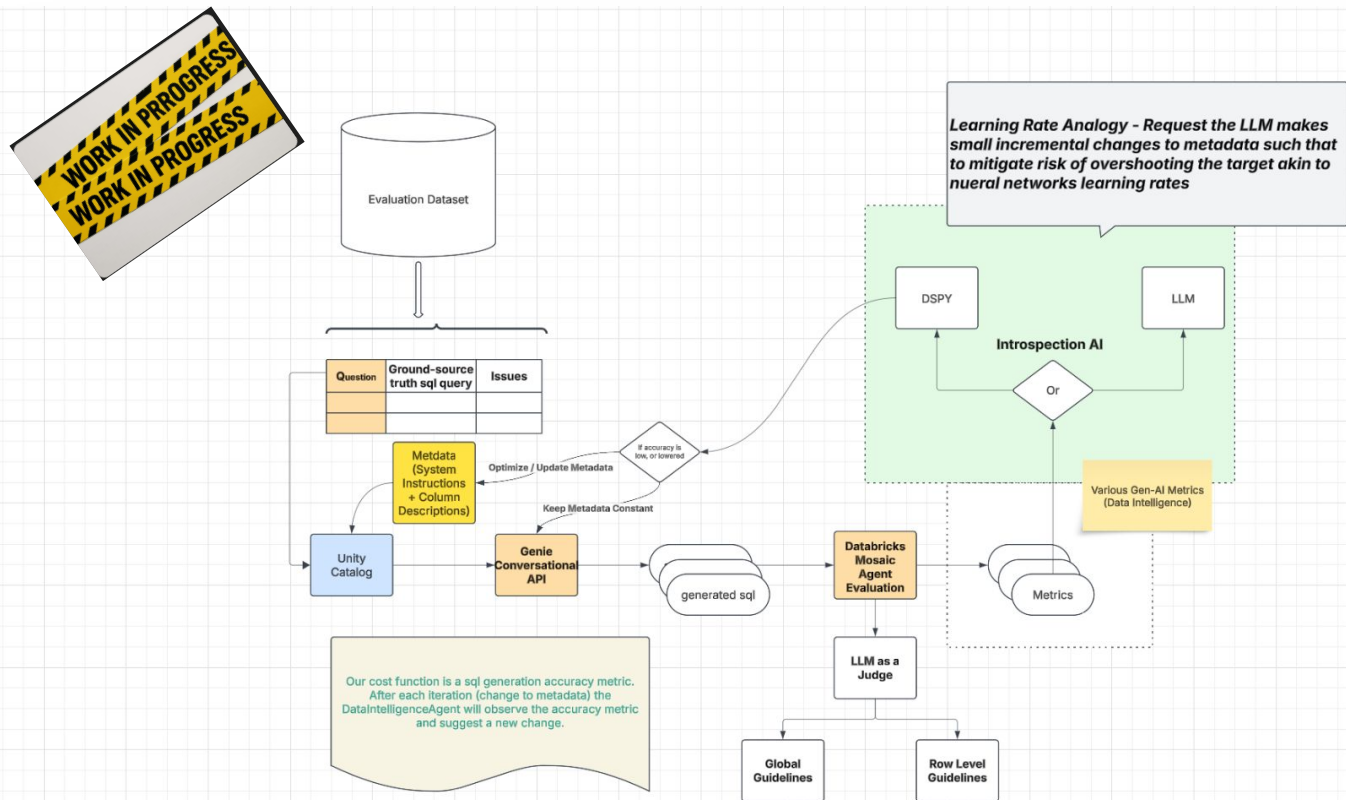 WORK IN PRROGRESS
WORK IN PROGRESS
Evaluation Dataset
Learning Rate Analogy - Request the LLM makes
small incremental changes to metadata such that
to mitigate risk of overshooting the target akin to
nueral networks learning rates
DSPY
LLM
Introspection AI
Or
Question
Ground-source
truth sql query
Issues
If accuracy is
low, or lowered
Metdata
(System
Instructions
+ Column
Descriptions)
Optimize / Update Metadata
Keep Metadata Constant
Various Gen-AI Metrics
(Data Intelligence)
Unity
Catalog
Genie
Conversational
API
generated sql
Databricks
Mosaic
Agent
Evaluation
Metrics
LLM as a
Judge
Our cost function is a sql generation accuracy metric.
After each iteration (change to metadata) the
DataIntelligenceAgent will observe the accuracy metric
and suggest a new change.
Global
Guidelines
Row Level
Guidelines